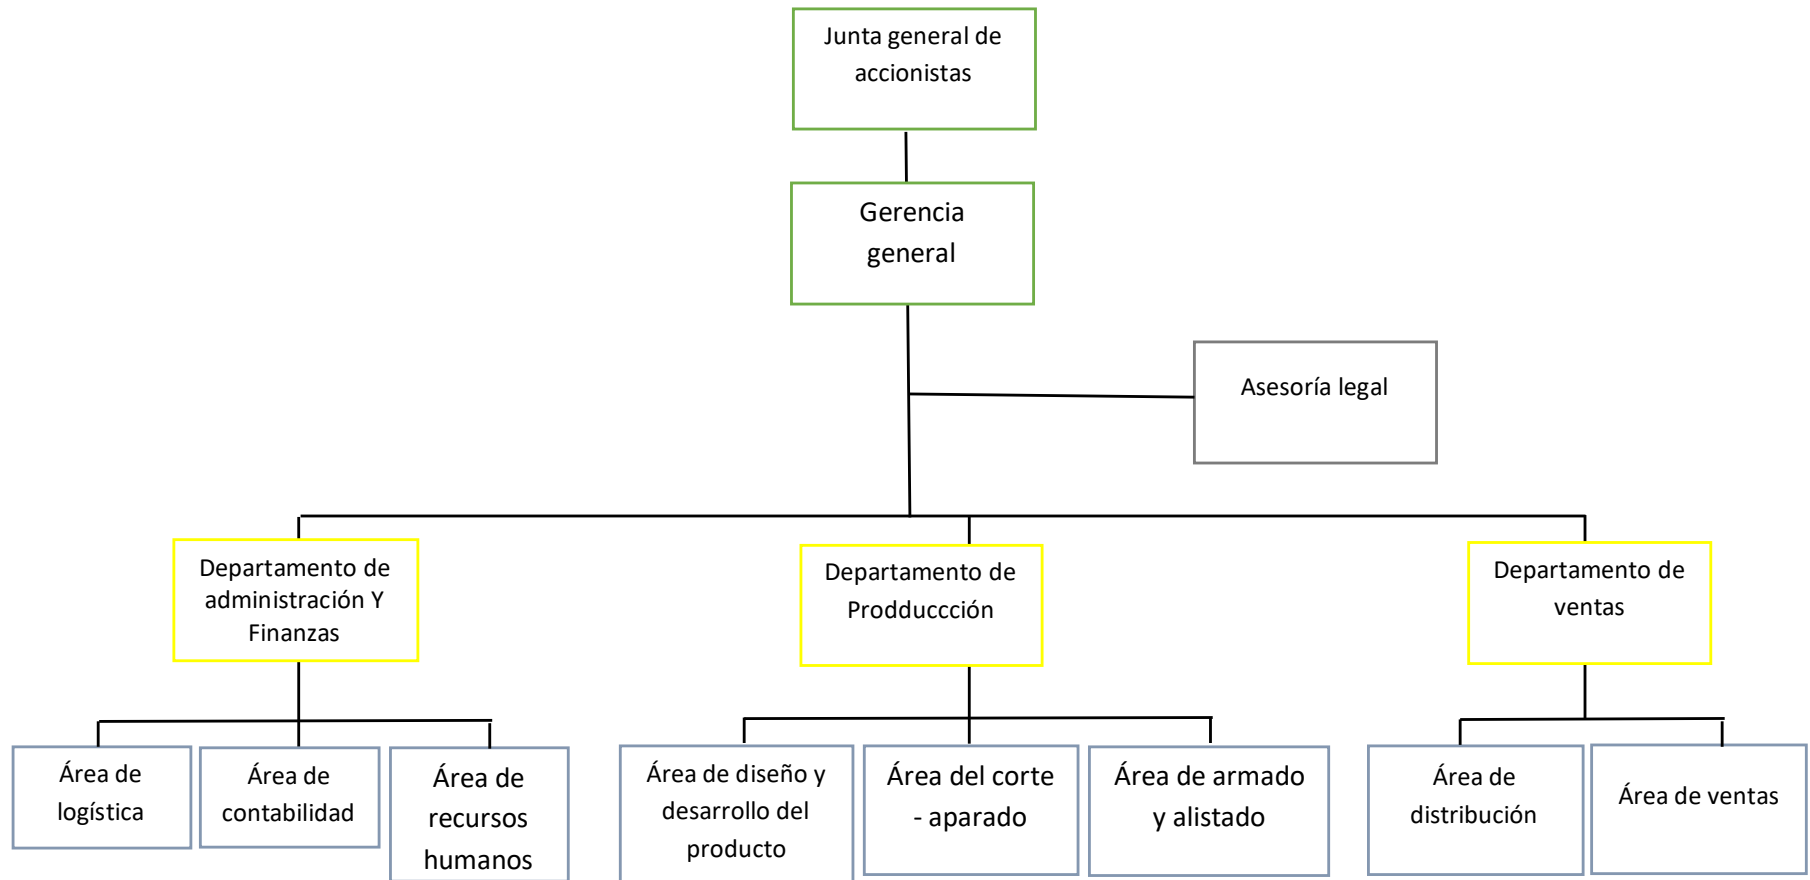 Junta general de
accionistas
Gerencia
general
Asesoría legal
Departamento de
administración Y
Finanzas
Departamento de
Prodduccción
Departamento de
ventas
Área de
logística
Área de
contabilidad
Área de
recursos
humanos
Área de diseño y
desarrollo del
producto
Área del corte
- aparado
Área de armado
y alistado
Área de
distribución
Área de ventas